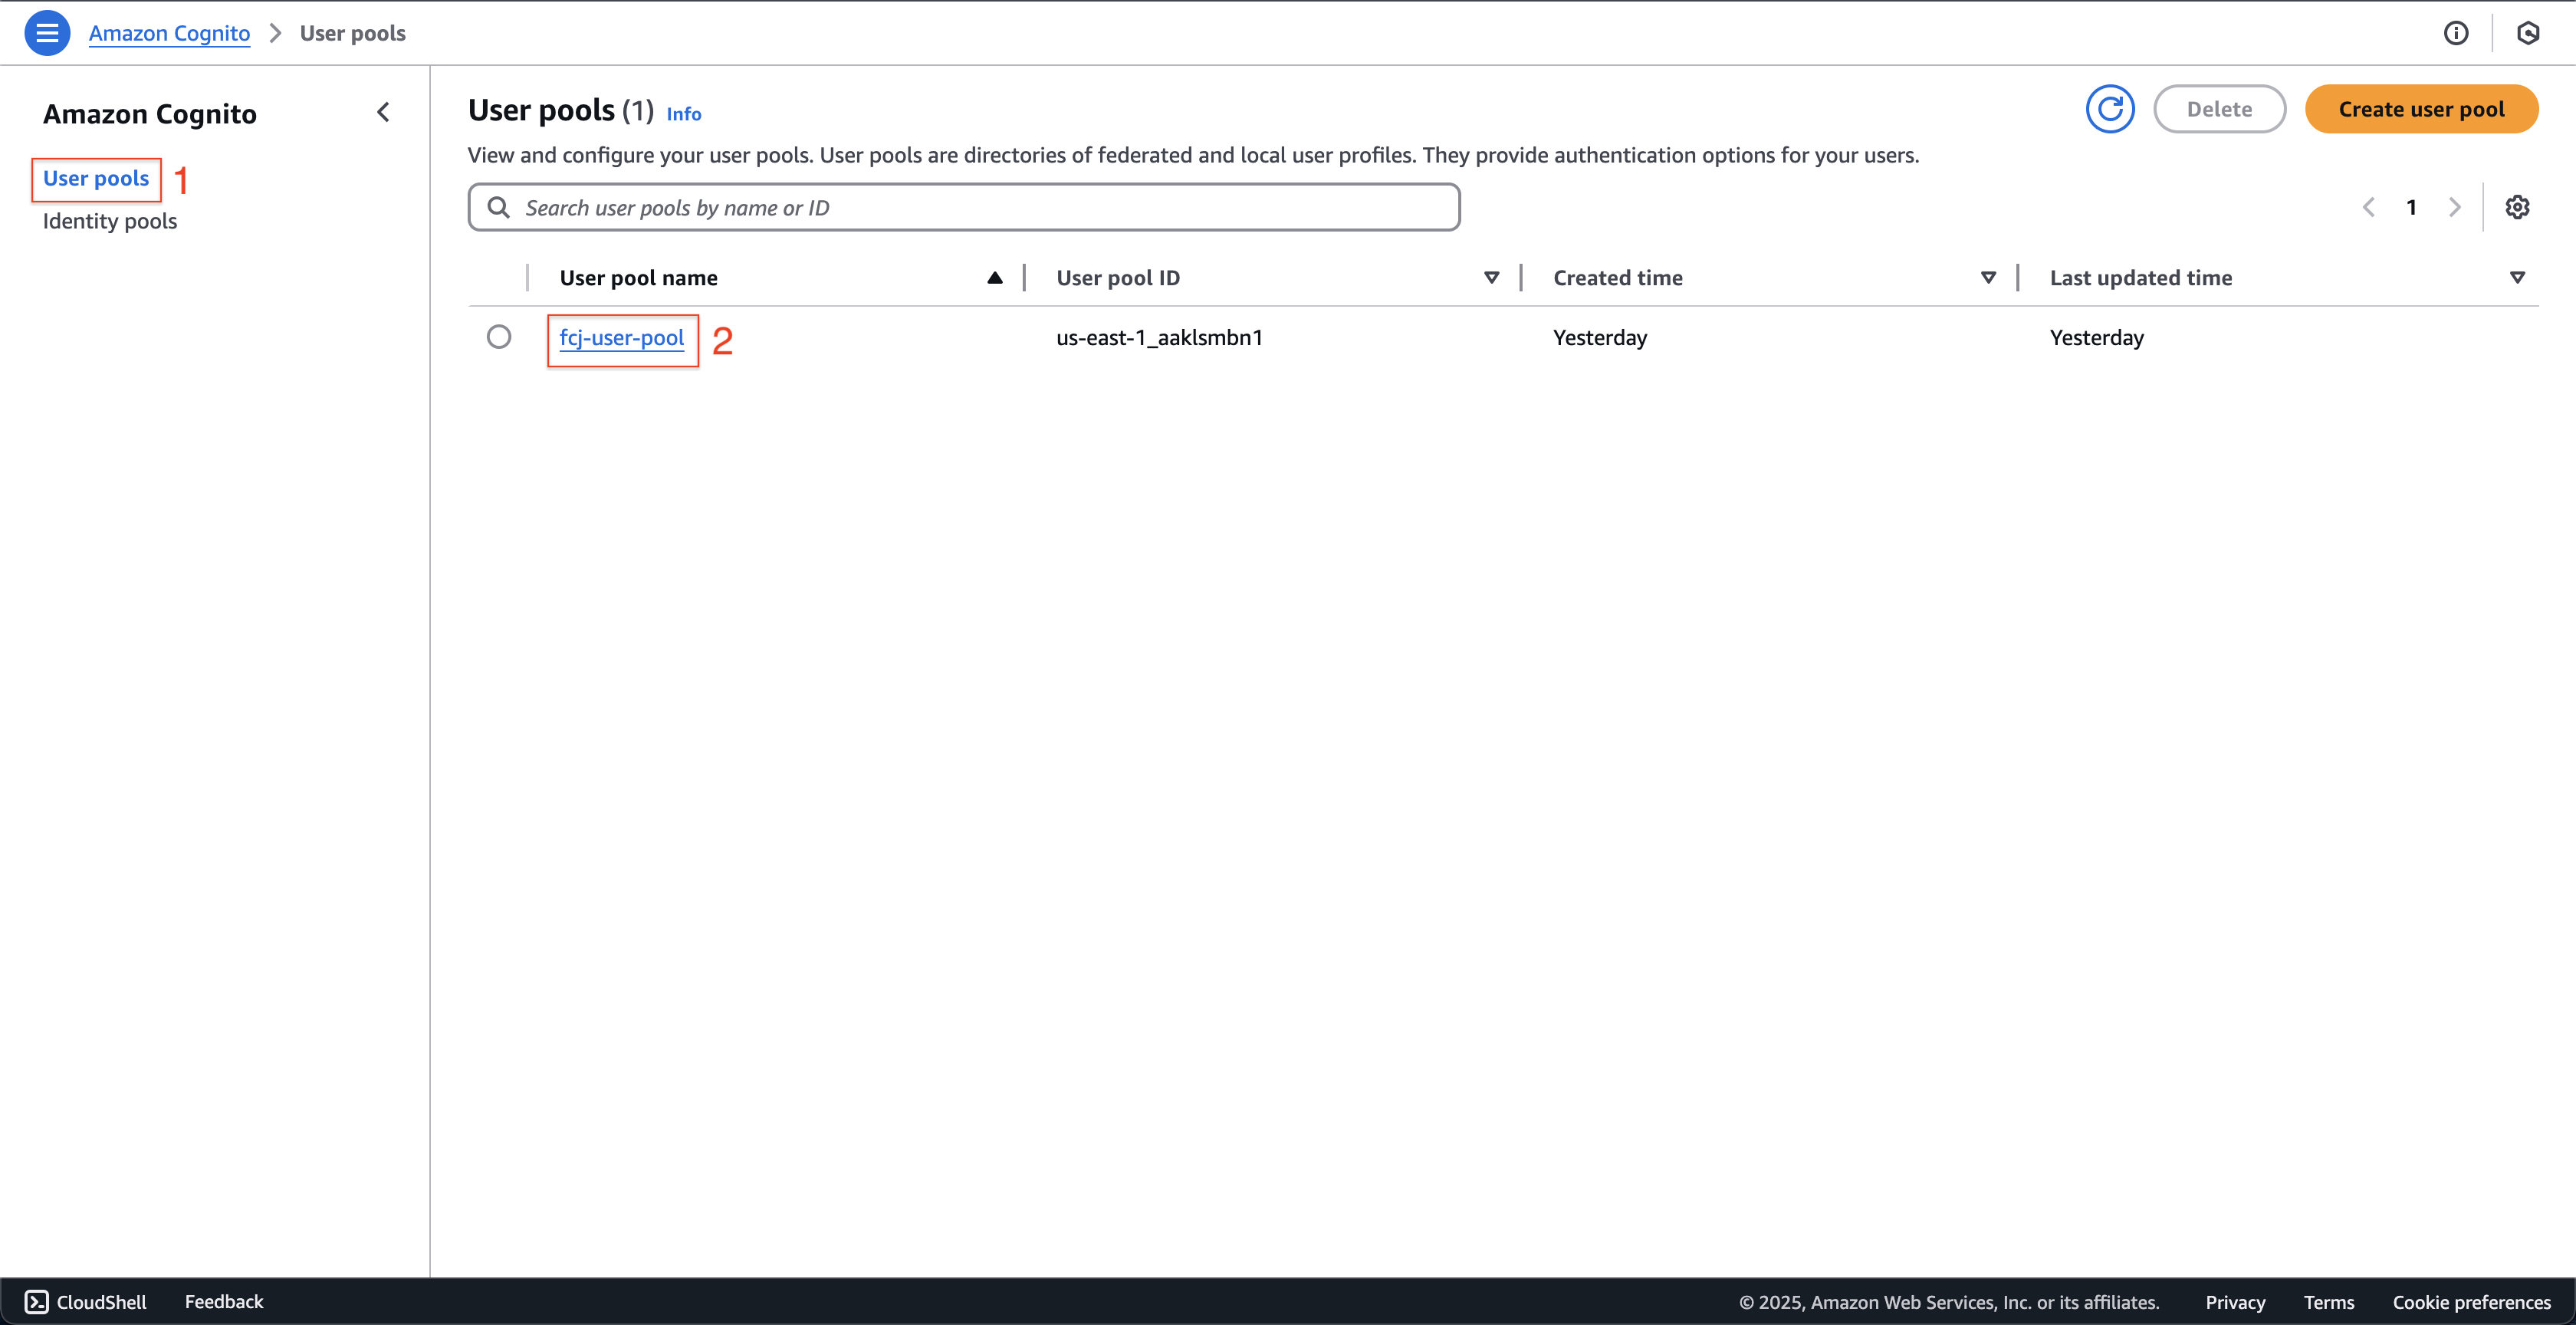 Amazon Cognito > User pools
Amazon Cognito
User pools 1
Identity pools
User pools (1) Info
Delete
Create user pool
View and configure your user pools. User pools are directories of federated and local user profiles. They provide authentication options for your users.
Search user pools by name or ID
1
User pool name User pool ID Created time Last updated time
fcj-user-pool 2 us-east-1_aaklsmbn1 Yesterday Yesterday
CloudShell Feedback © 2025, Amazon Web Services, Inc. or its affiliates. Privacy Terms Cookie preferences